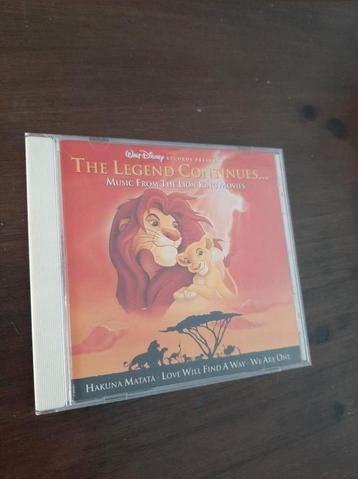 Walt Disney RECORDS PRESENTS
THE LEGEND CONTINUES...
MUSIC FROM THE LION KING MOVIES
HAKUNA MATATA · LOVE WILL FIND A WAY · WE ARE ONE